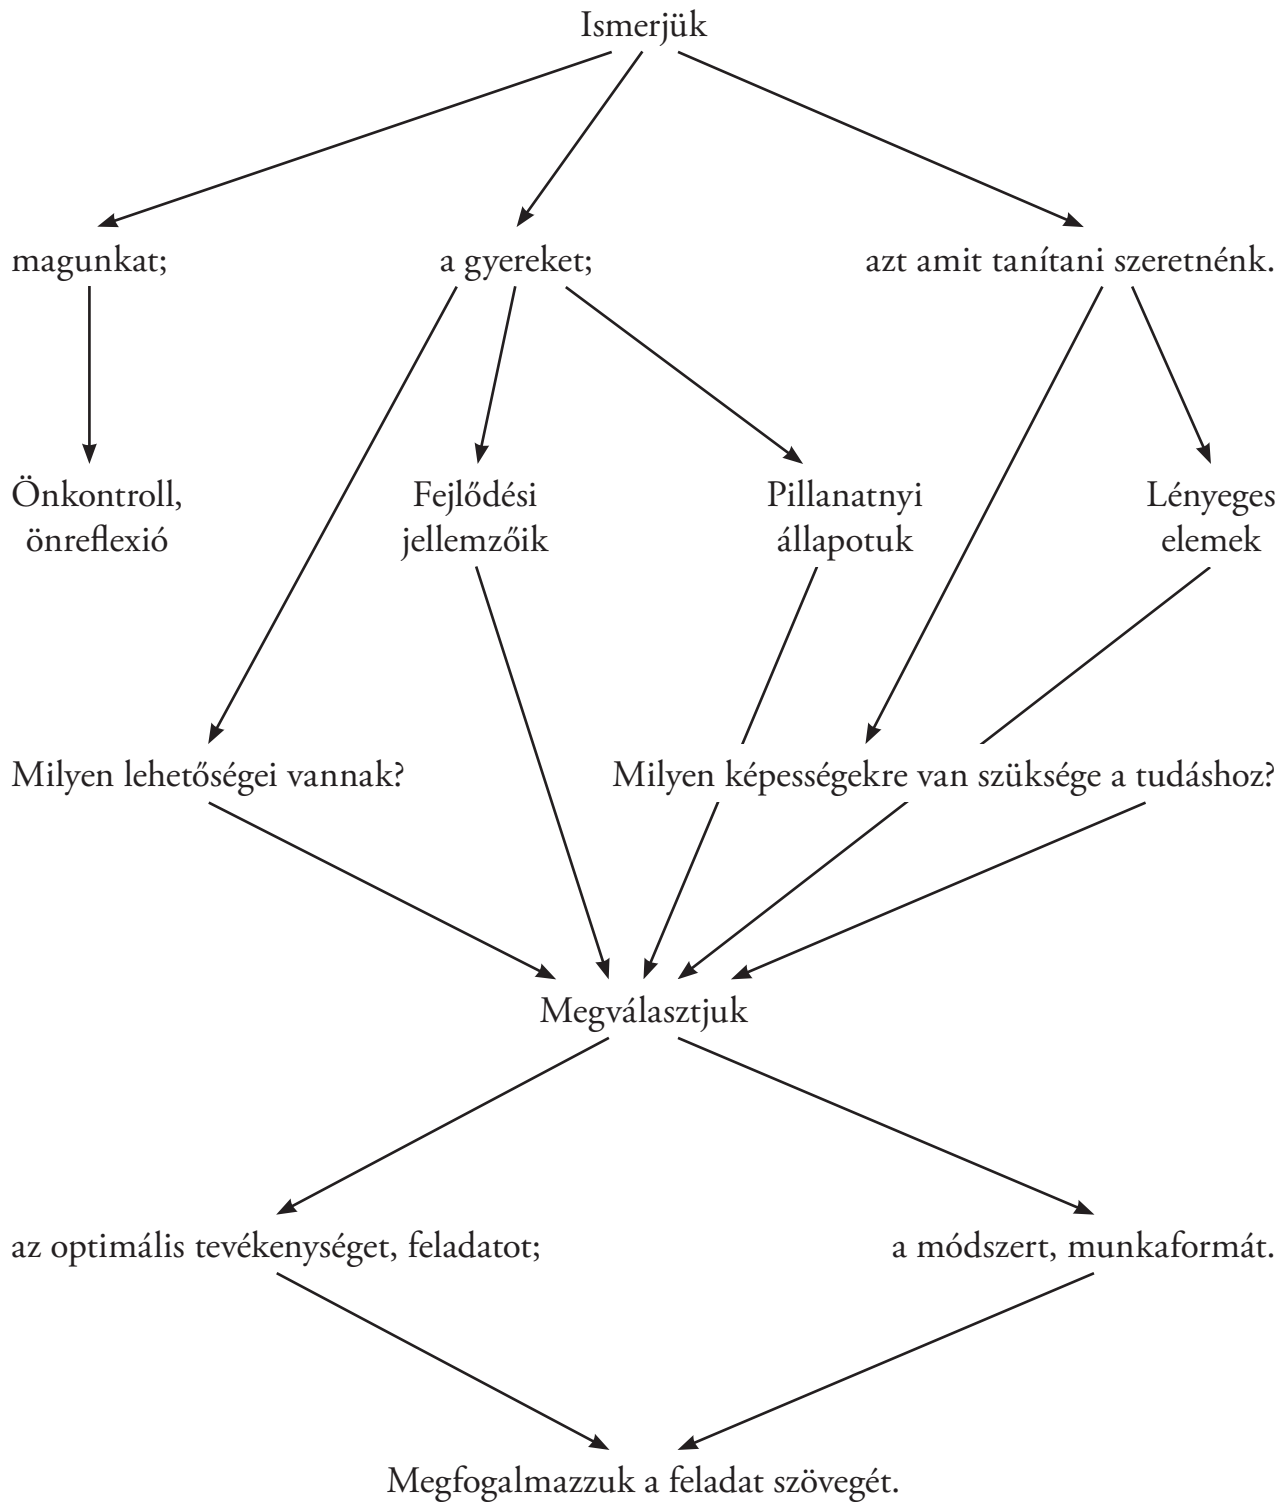 Ismerjük
magunkat;
a gyereket;
azt amit tanítani szeretnénk.
Önkontroll,
önreflexió
Fejlődési
jellemzőik
Pillanatnyi
állapotuk
Lényeges
elemek
Milyen lehetőségei vannak?
Milyen képességekre van szüksége a tudáshoz?
Megválasztjuk
az optimális tevékenységet, feladatot;
a módszert, munkaformát.
Megfogalmazzuk a feladat szövegét.